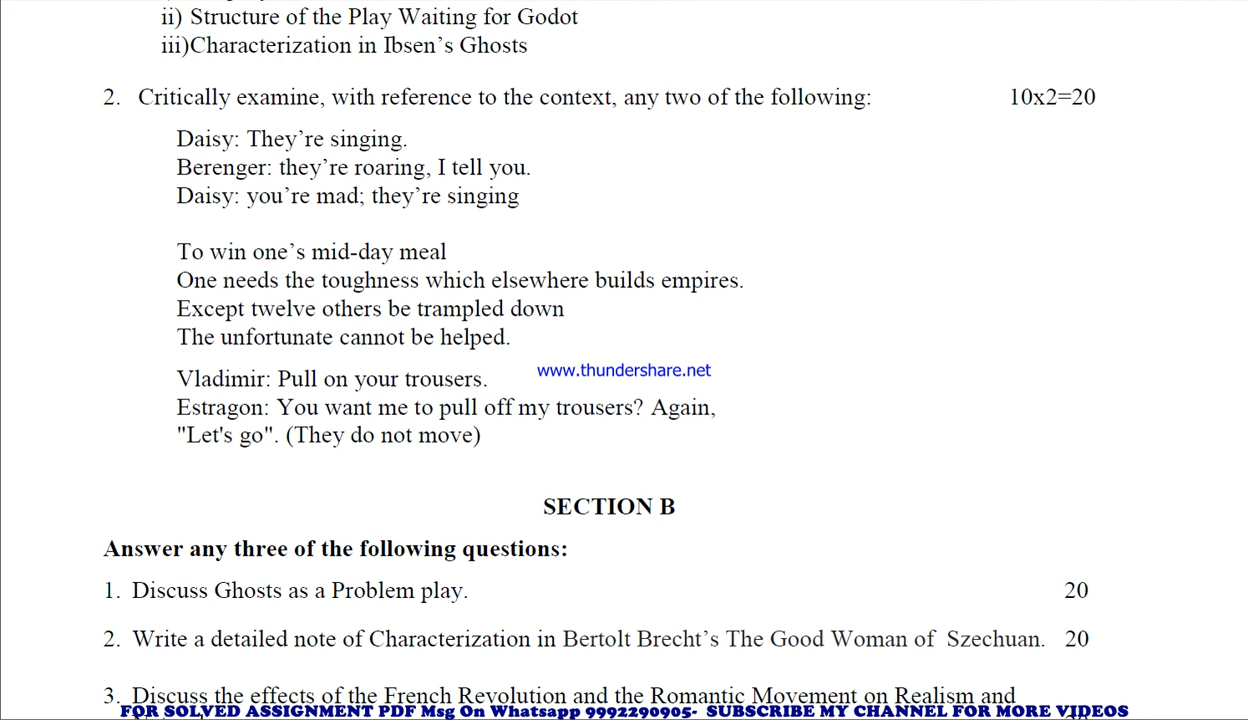 ii) Structure of the Play Waiting for Godot
iii)Characterization in Ibsen's Ghosts
2. Critically examine, with reference to the context, any two of the following: 10x2=20
Daisy: They're singing.
Berenger: they're roaring, I tell you.
Daisy: you're mad; they're singing
To win one's mid-day meal
One needs the toughness which elsewhere builds empires.
Except twelve others be trampled down
The unfortunate cannot be helped.
www.thundershare.net
Vladimir: Pull on your trousers.
Estragon: You want me to pull off my trousers? Again,
"Let's go". (They do not move)
SECTION B
Answer any three of the following questions:
1. Discuss Ghosts as a Problem play. 20
2. Write a detailed note of Characterization in Bertolt Brecht's The Good Woman of Szechuan. 20
3. Discuss the effects of the French Revolution and the Romantic Movement on Realism and
FOR SOLVED ASSIGNMENT PDF Msg On Whatsapp 9992290905- SUBSCRIBE MY CHANNEL FOR MORE VIDEOS